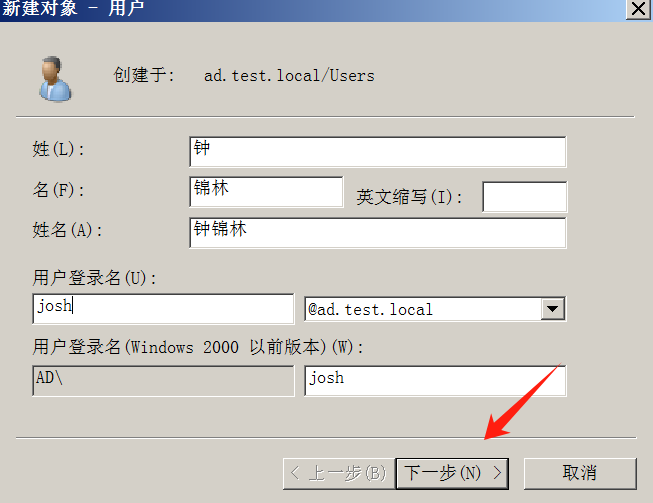 新建对象 - 用户
创建于: ad.test.local/Users
姓(L): 钟
名(F): 锦林 英文缩写(I):
姓名(A): 钟锦林
用户登录名(U):
josh @ad.test.local
用户登录名(Windows 2000 以前版本)(W):
AD\ josh
< 上一步(B) 下一步(N) > 取消